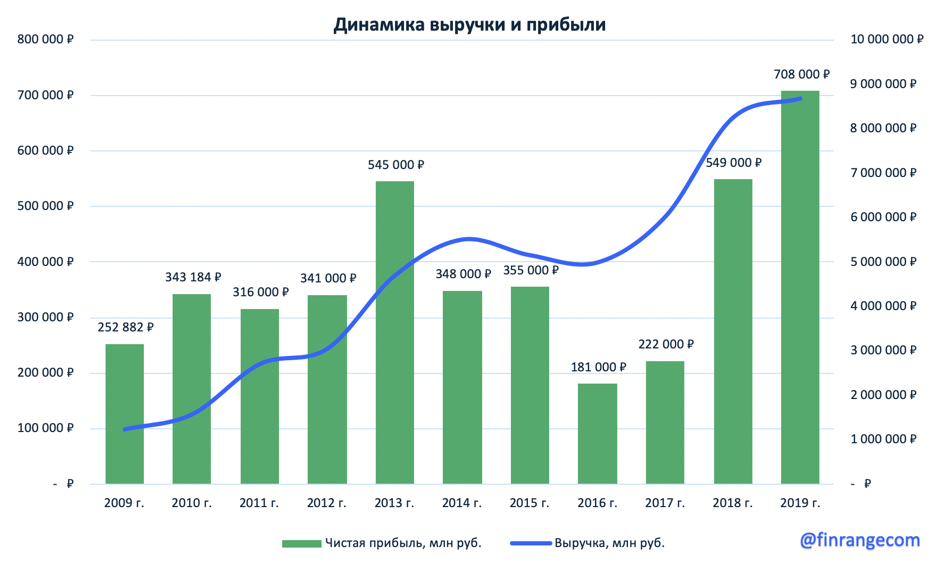 Динамика выручки и прибыли
800 000 ₽
700 000 ₽
600 000 ₽
500 000 ₽
400 000 ₽
300 000 ₽
200 000 ₽
100 000 ₽
- ₽
10 000 000 ₽
9 000 000 ₽
8 000 000 ₽
7 000 000 ₽
6 000 000 ₽
5 000 000 ₽
4 000 000 ₽
3 000 000 ₽
2 000 000 ₽
1 000 000 ₽
- ₽
252 882 ₽
343 184 ₽
316 000 ₽
341 000 ₽
545 000 ₽
348 000 ₽
355 000 ₽
181 000 ₽
222 000 ₽
549 000 ₽
708 000 ₽
2009 г. 2010 г. 2011 г. 2012 г. 2013 г. 2014 г. 2015 г. 2016 г. 2017 г. 2018 г. 2019 г.
Чистая прибыль, млн руб. Выручка, млн руб.
@finrangecom